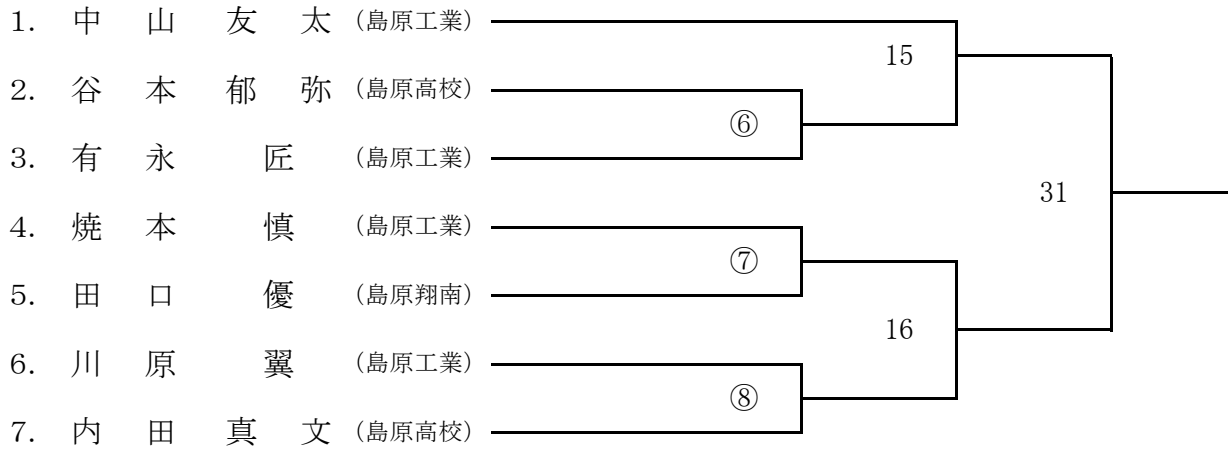 1. 中 山 友 太 (島原工業)
15
2. 谷 本 郁 弥 (島原高校)
⑥
3. 有 永 匠 (島原工業)
31
4. 焼 本 慎 (島原工業)
⑦
5. 田 口 優 (島原翔南)
16
6. 川 原 翼 (島原工業)
⑧
7. 内 田 真 文 (島原高校)